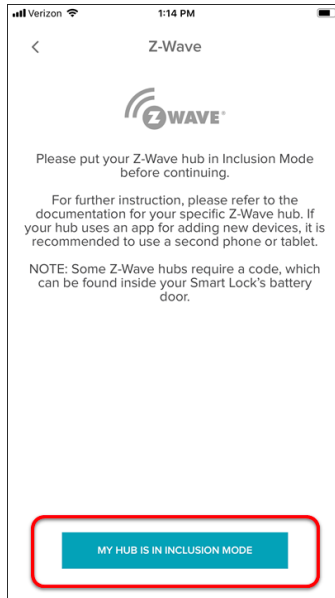 Verizon 1:14 PM
Z-Wave
Z WAVE®
Please put your Z-Wave hub in Inclusion Mode
before continuing.
For further instruction, please refer to the
documentation for your specific Z-Wave hub. If
your hub uses an app for adding new devices, it is
recommended to use a second phone or tablet.
NOTE: Some Z-Wave hubs require a code, which
can be found inside your Smart Lock's battery
door.
MY HUB IS IN INCLUSION MODE